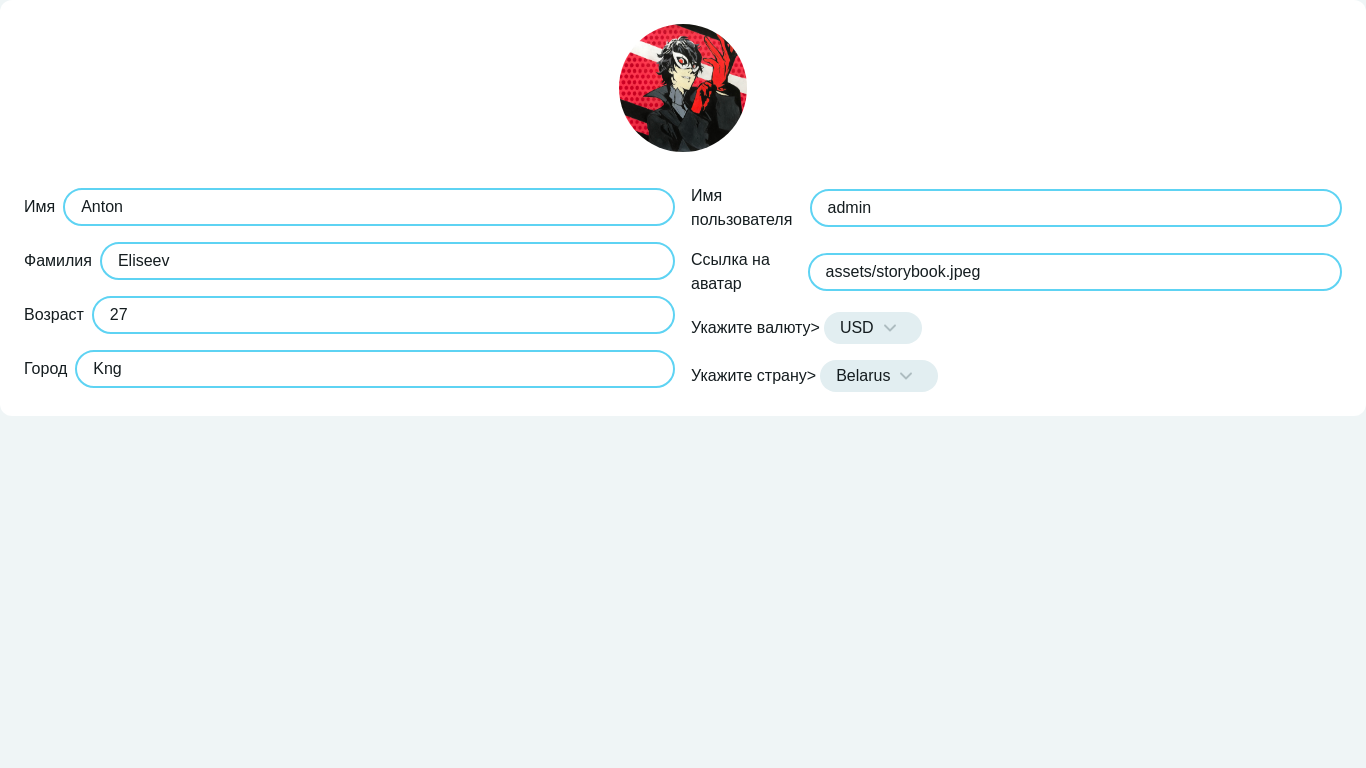 Имя Anton
Фамилия Eliseev
Возраст 27
Город Kng
Имя
пользователя
admin
Ссылка на
аватар
assets/storybook.jpeg
Укажите валюту> USD
Укажите страну> Belarus